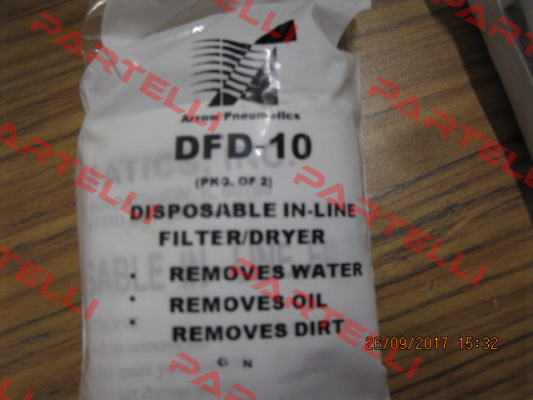 Arrow Pneumatics
DFD-10
(PKG. OF 2)
DISPOSABLE IN-LINE
FILTER/DRYER
• REMOVES WATER
• REMOVES OIL
• REMOVES DIRT
26/09/2017 15:32
PARTELLI
PARTELLI
PARTELLI
PARTELLI
PARTELLI